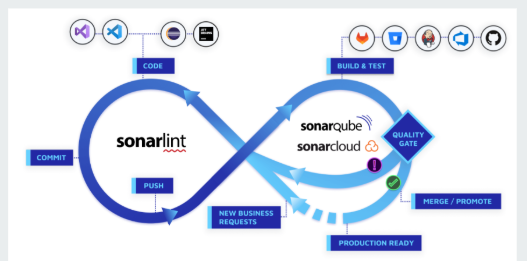 CODE
BUILD & TEST
sonarlint
sonarqube
sonarcloud
QUALITY
GATE
COMMIT
PUSH
NEW BUSINESS
REQUESTS
MERGE / PROMOTE
PRODUCTION READY